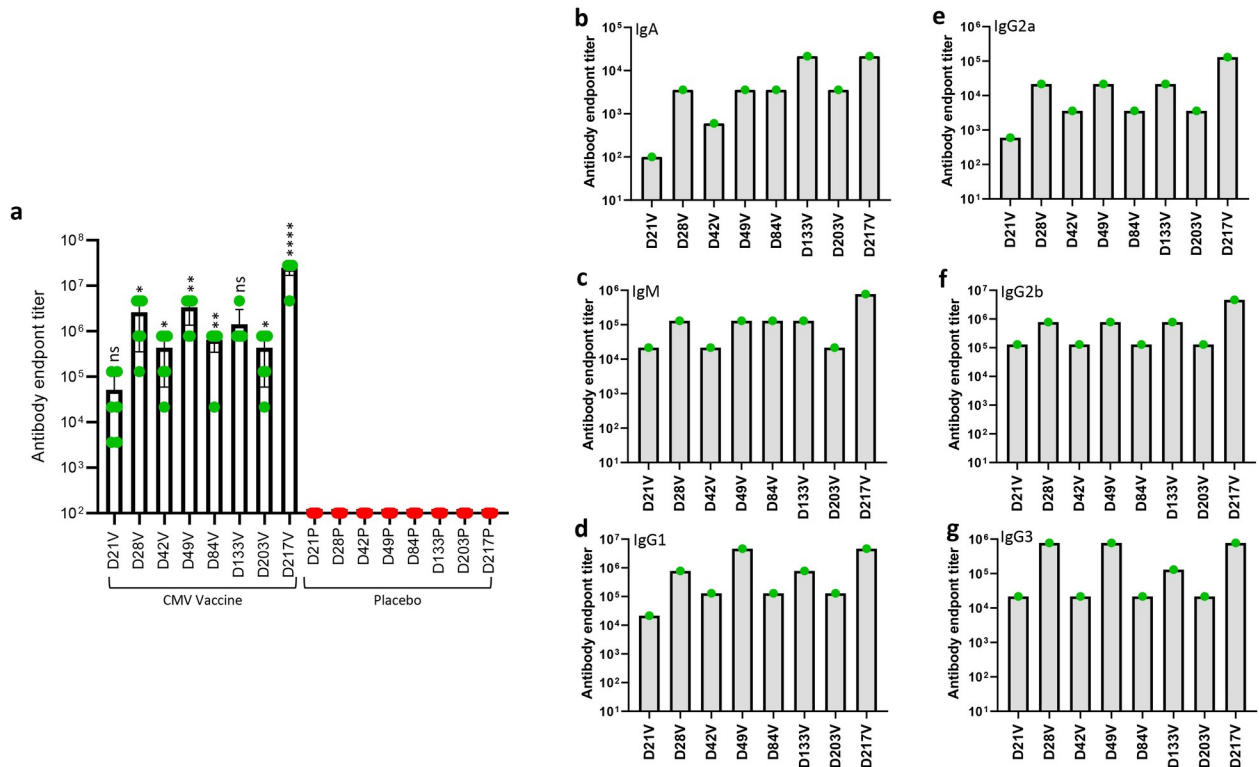 a
Antibody endpont titer
10⁸
10⁷
10⁶
10⁵
10⁴
10³
10²
ns
*
*
**
**
ns
*
****
D21V
D28V
D42V
D49V
D84V
D133V
D203V
D217V
D21P
D28P
D42P
D49P
D84P
D133P
D203P
D217P
CMV Vaccine
Placebo
b
IgA
Antibody endpont titer
10⁵
10⁴
10³
10²
10¹
D21V
D28V
D42V
D49V
D84V
D133V
D203V
D217V
c
IgM
Antibody endpont titer
10⁶
10⁵
10⁴
10³
10²
10¹
D21V
D28V
D42V
D49V
D84V
D133V
D203V
D217V
d
IgG1
Antibody endpont titer
10⁷
10⁶
10⁵
10⁴
10³
10²
10¹
D21V
D28V
D42V
D49V
D84V
D133V
D203V
D217V
e
IgG2a
Antibody endpont titer
10⁶
10⁵
10⁴
10³
10²
10¹
D21V
D28V
D42V
D49V
D84V
D133V
D203V
D217V
f
IgG2b
Antibody endpont titer
10⁷
10⁶
10⁵
10⁴
10³
10²
10¹
D21V
D28V
D42V
D49V
D84V
D133V
D203V
D217V
g
IgG3
Antibody endpont titer
10⁶
10⁵
10⁴
10³
10²
10¹
D21V
D28V
D42V
D49V
D84V
D133V
D203V
D217V